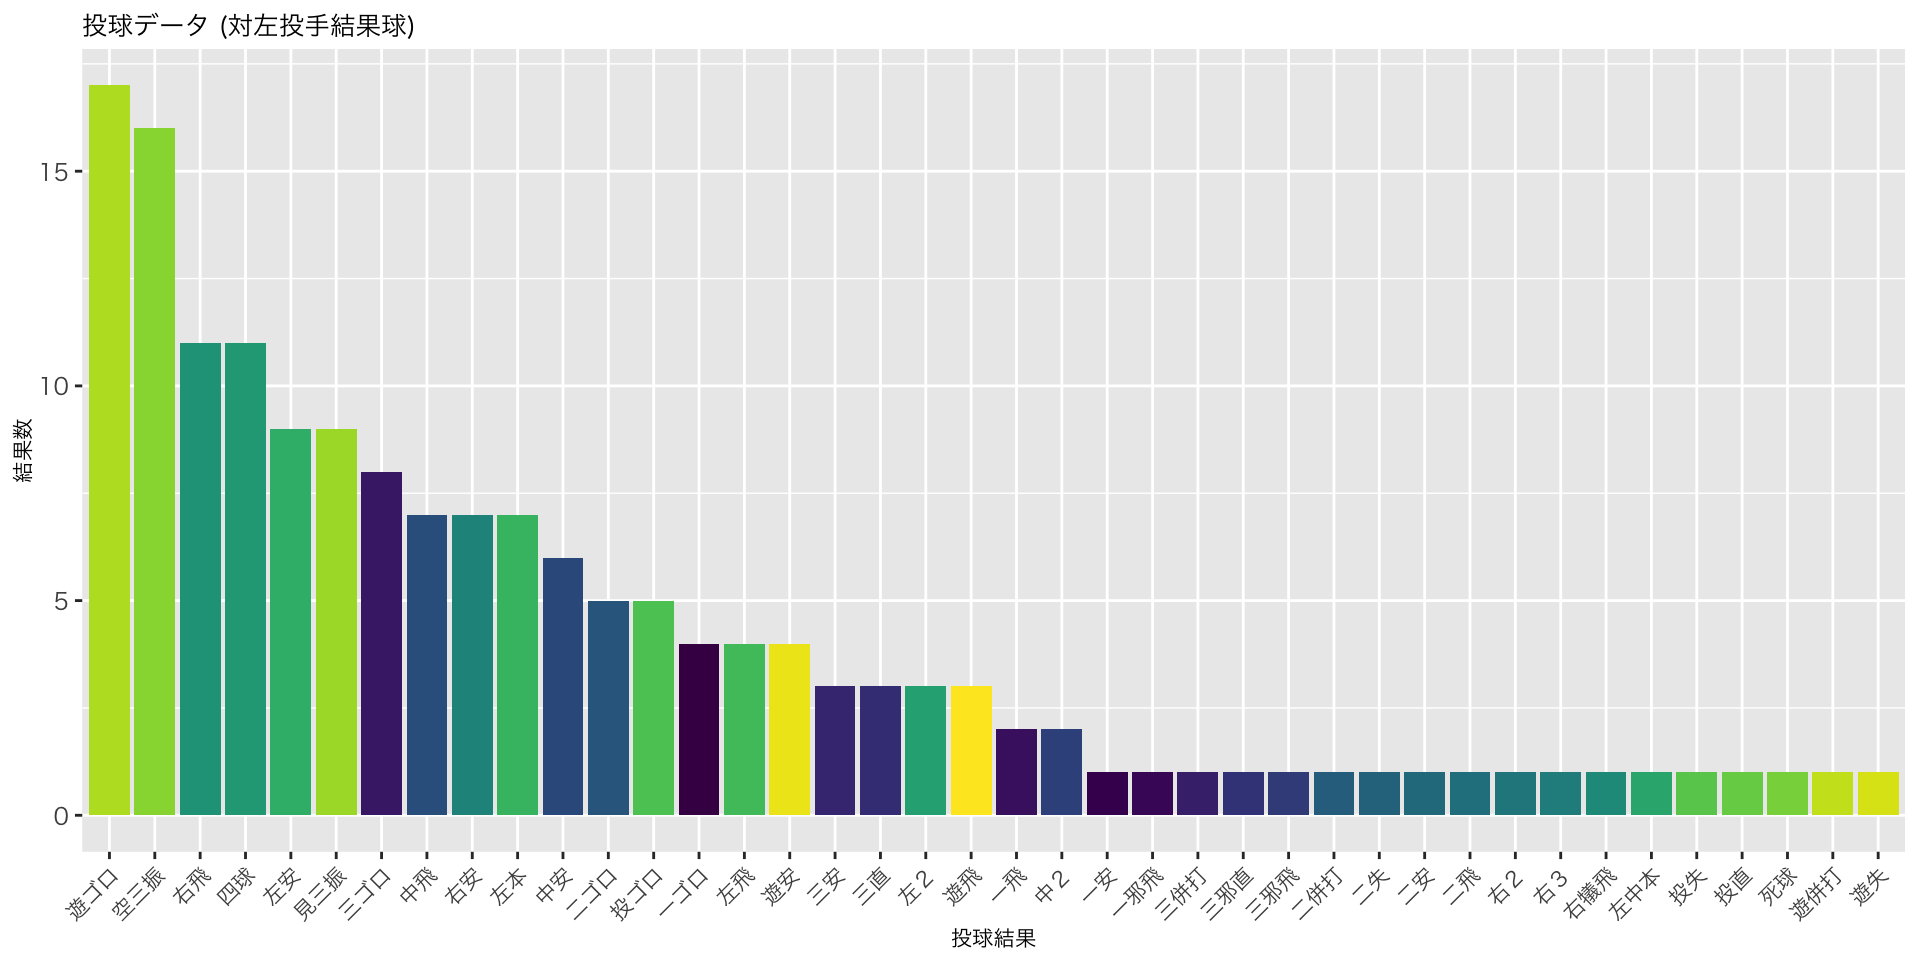 投球データ (対左投手結果球)
結果数
15
10
5
0
遊ゴロ
空三振
右飛
四球
左安
見三振
三ゴロ
中飛
右安
左本
中安
二ゴロ
投ゴロ
一ゴロ
左飛
遊安
三安
三直
左２
遊飛
一飛
中２
一安
一邪飛
三併打
三邪直
三邪飛
二併打
二失
二安
二飛
右２
右３
右犠飛
左中本
投失
投直
死球
遊併打
遊失
投球結果